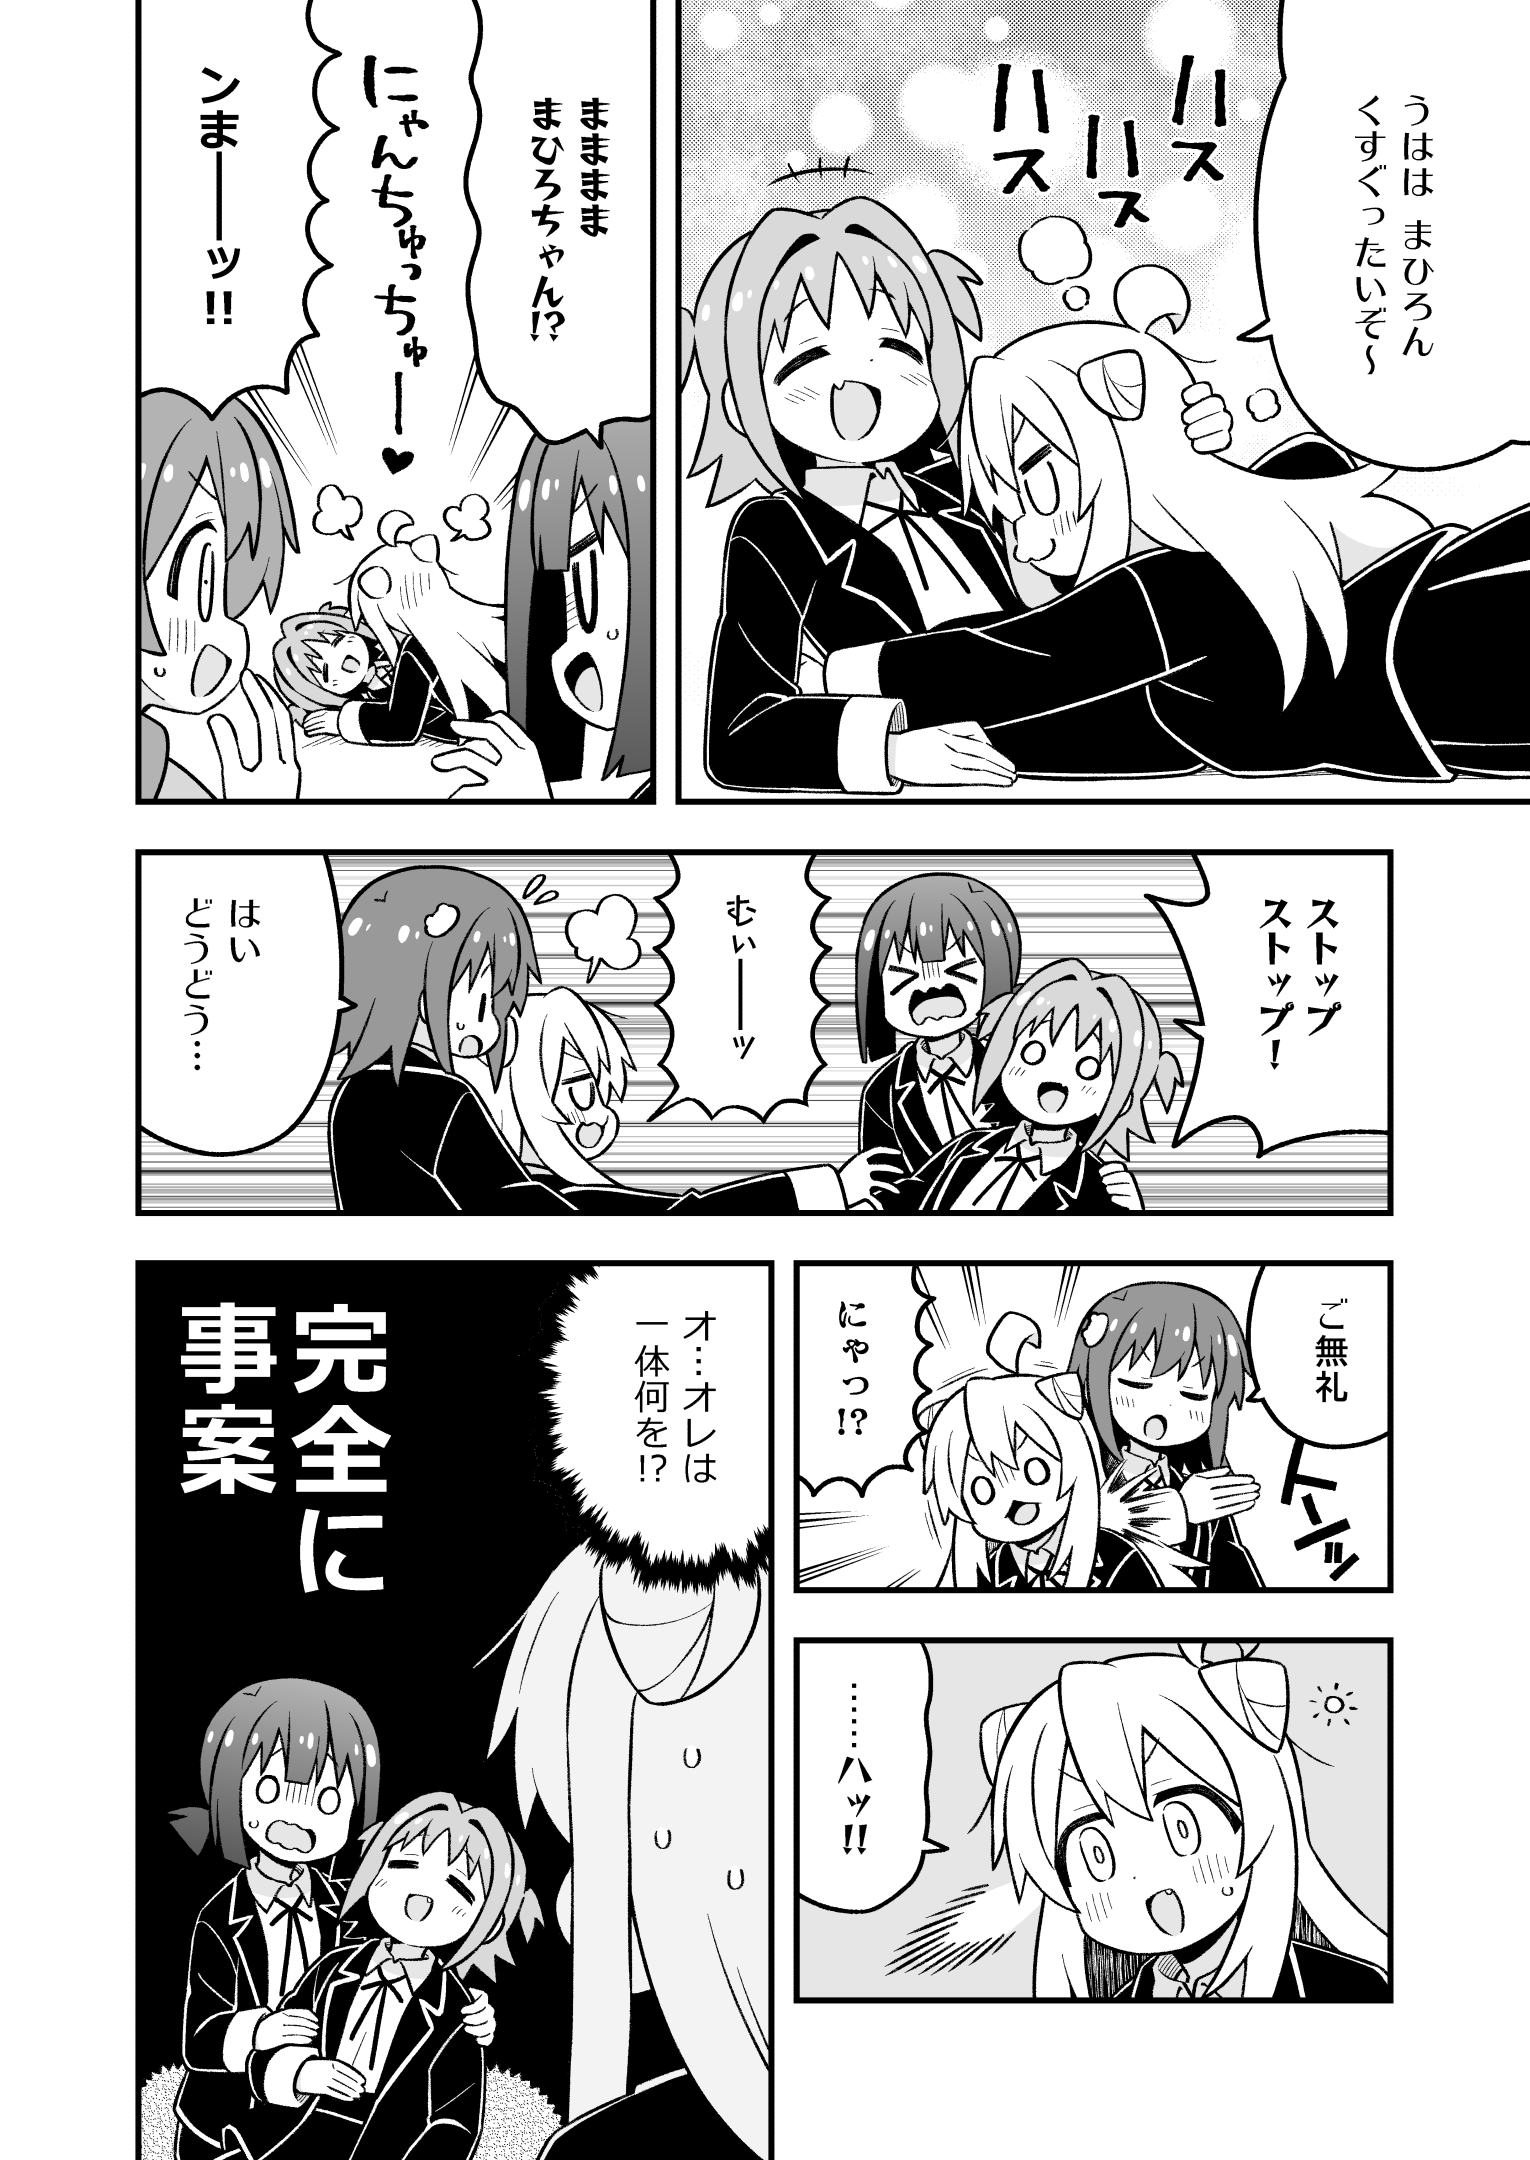 うはは まひろん
くすぐったいぞ〜
ハス
ハス
ハス
まままま
まひろちゃん!?
にゃんちゅっちゅー♥
ンまーーッ!!
ストップ
ストップ!
むぃーーッ
はい
どうどう…
ご無礼
トーンッ
にゃっ!?
……ハッ!!
オ…オレは
一体何を!?
完全に
事案